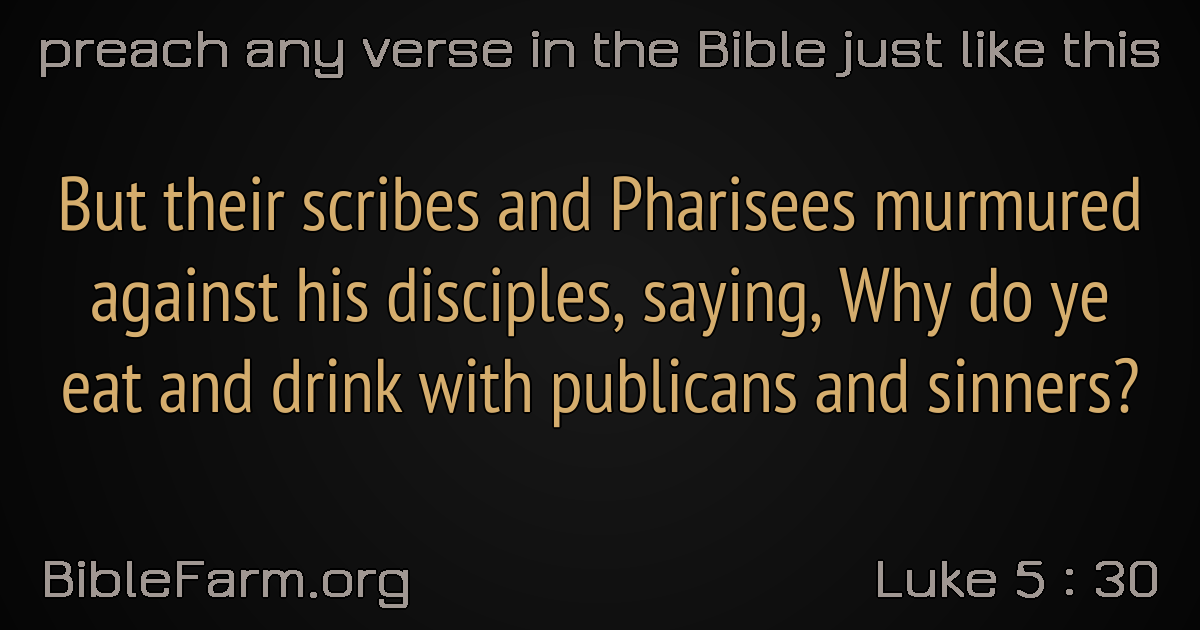 preach any verse in the Bible just like this
But their scribes and Pharisees murmured
against his disciples, saying, Why do ye
eat and drink with publicans and sinners?
BibleFarm.org
Luke 5 : 30